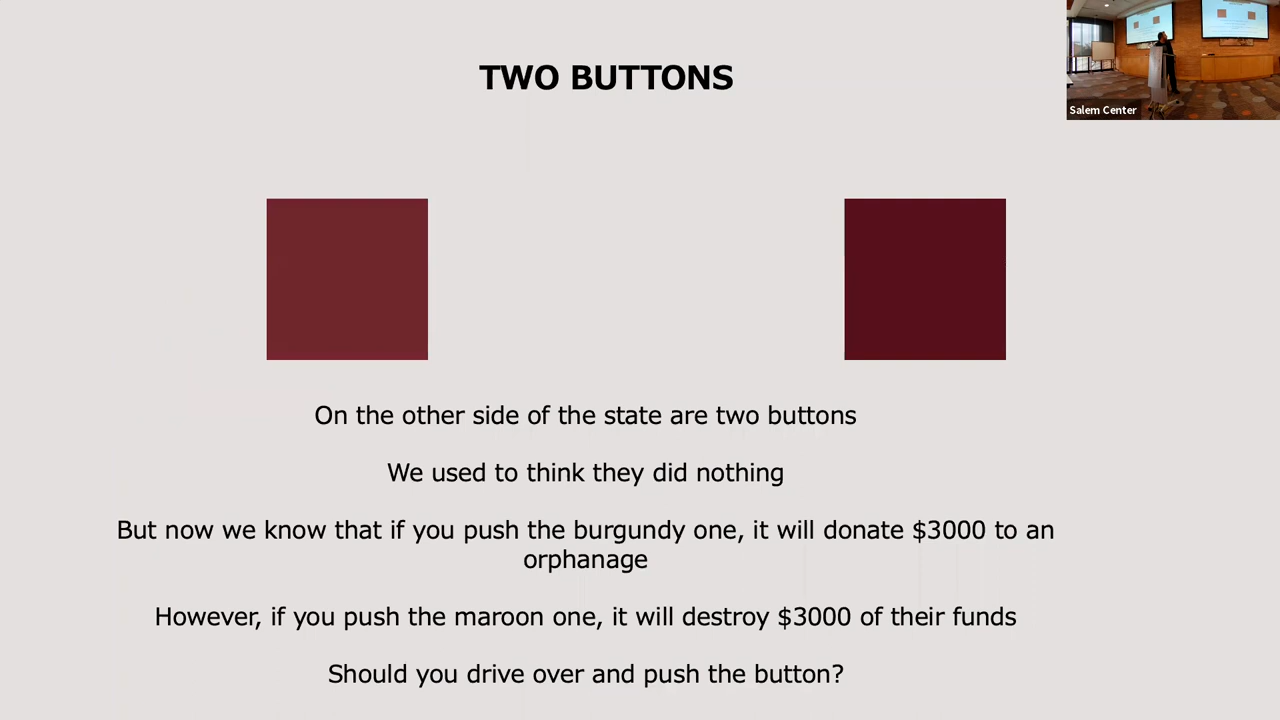 TWO BUTTONS
Salem Center
On the other side of the state are two buttons
We used to think they did nothing
But now we know that if you push the burgundy one, it will donate $3000 to an
orphanage
However, if you push the maroon one, it will destroy $3000 of their funds
Should you drive over and push the button?